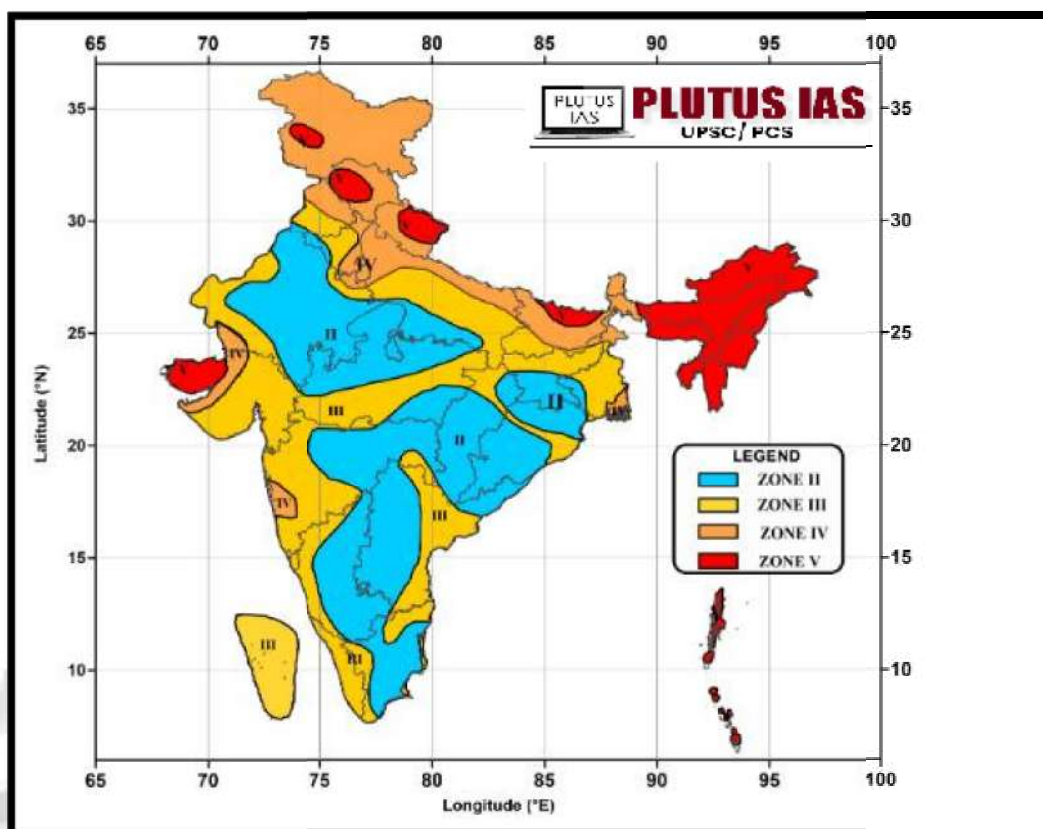 65 70 75 80 85 90 95 100
PLUTUS IAS
PLUTUS
IAS
UPSC/ PCS
35 35
V
V
30 30
V
IV
V
V
25 25
II
IV
V
III
II
IV
Latitude (°N)
20 20
II
LEGEND
ZONE II
ZONE III
ZONE IV
ZONE V
IV
III
15 15
III
III
10 10
65 70 75 80 85 90 95 100
Longitude (°E)